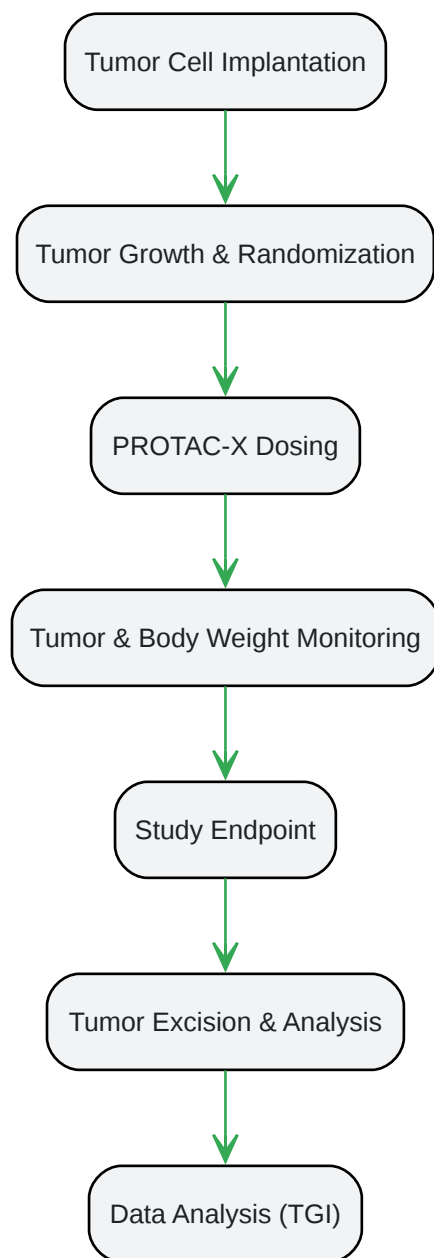 Tumor Cell Implantation
Tumor Growth & Randomization
PROTAC-X Dosing
Tumor & Body Weight Monitoring
Study Endpoint
Tumor Excision & Analysis
Data Analysis (TGI)